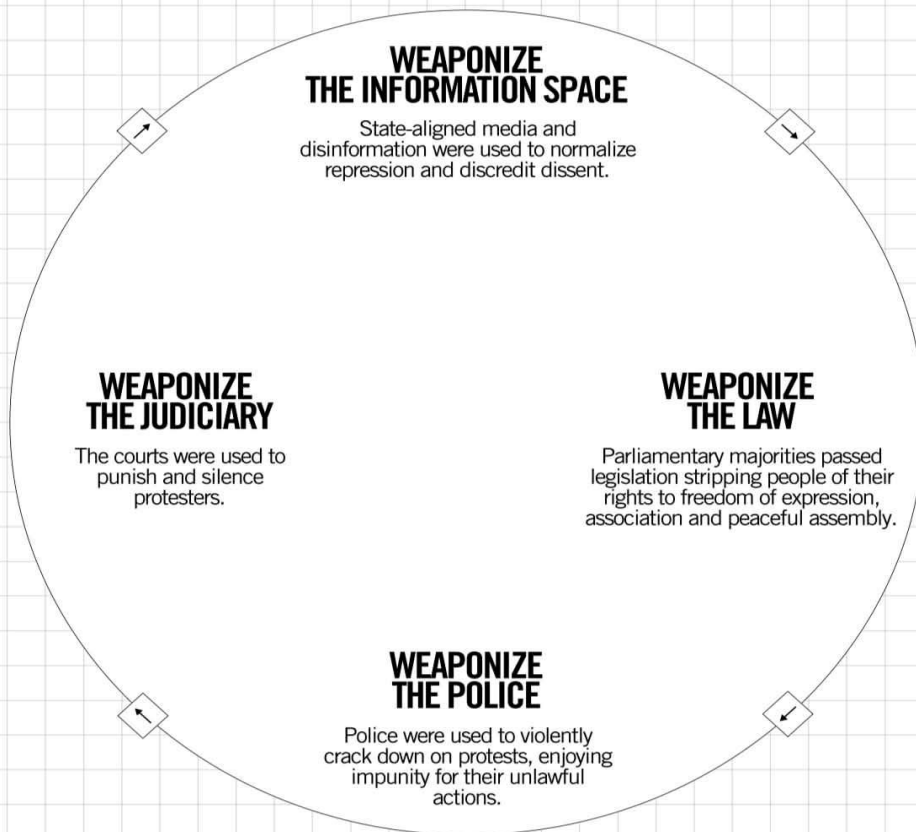 WEAPONIZE
THE INFORMATION SPACE
State-aligned media and
disinformation were used to normalize
repression and discredit dissent.
WEAPONIZE
THE JUDICIARY
The courts were used to
punish and silence
protesters.
WEAPONIZE
THE LAW
Parliamentary majorities passed
legislation stripping people of their
rights to freedom of expression,
association and peaceful assembly.
WEAPONIZE
THE POLICE
Police were used to violently
crack down on protests, enjoying
impunity for their unlawful
actions.